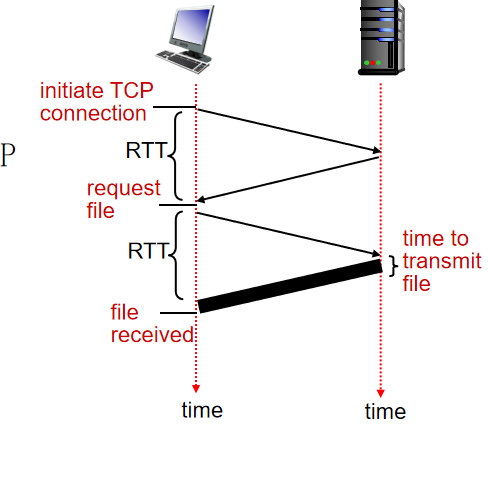 initiate TCP
connection
P
RTT
request
file
RTT
time to
transmit
file
file
received
time
time